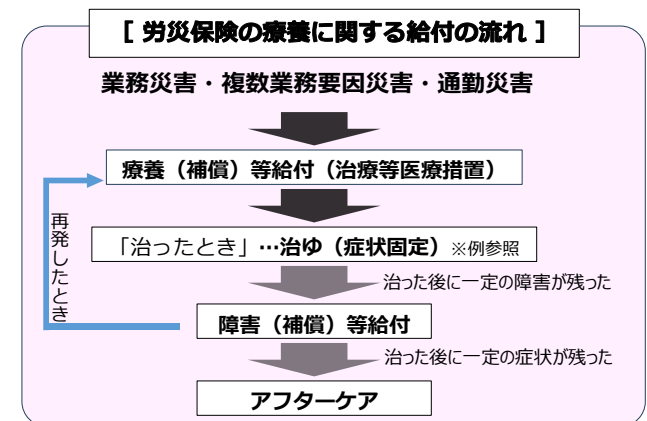 [ 労災保険の療養に関する給付の流れ ]
業務災害・複数業務要因災害・通勤災害
療養（補償）等給付（治療等医療措置）
「治ったとき」…治ゆ（症状固定）※例参照
治った後に一定の障害が残った
再発したとき
障害（補償）等給付
治った後に一定の症状が残った
アフターケア